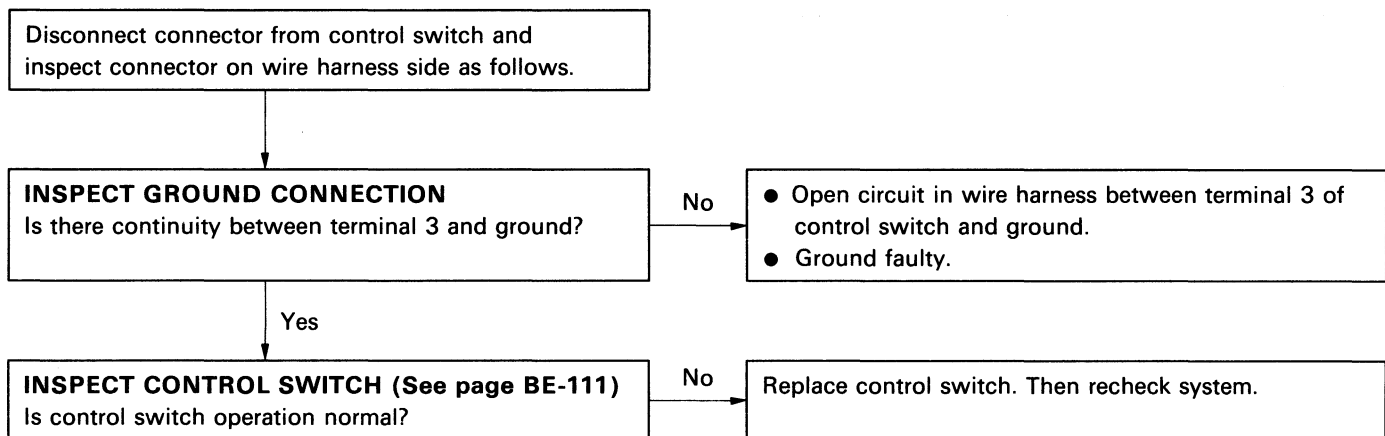 Disconnect connector from control switch and
inspect connector on wire harness side as follows.
INSPECT GROUND CONNECTION
Is there continuity between terminal 3 and ground?
No
● Open circuit in wire harness between terminal 3 of
control switch and ground.
● Ground faulty.
Yes
INSPECT CONTROL SWITCH (See page BE-111)
Is control switch operation normal?
No
Replace control switch. Then recheck system.